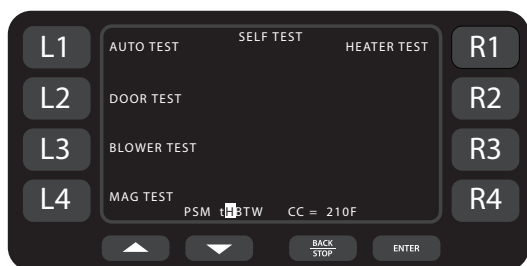 SELF TEST
L1 AUTO TEST HEATER TEST R1
L2 DOOR TEST R2
L3 BLOWER TEST R3
L4 MAG TEST R4
PSM tHBTW CC = 210F
BACK
STOP
ENTER